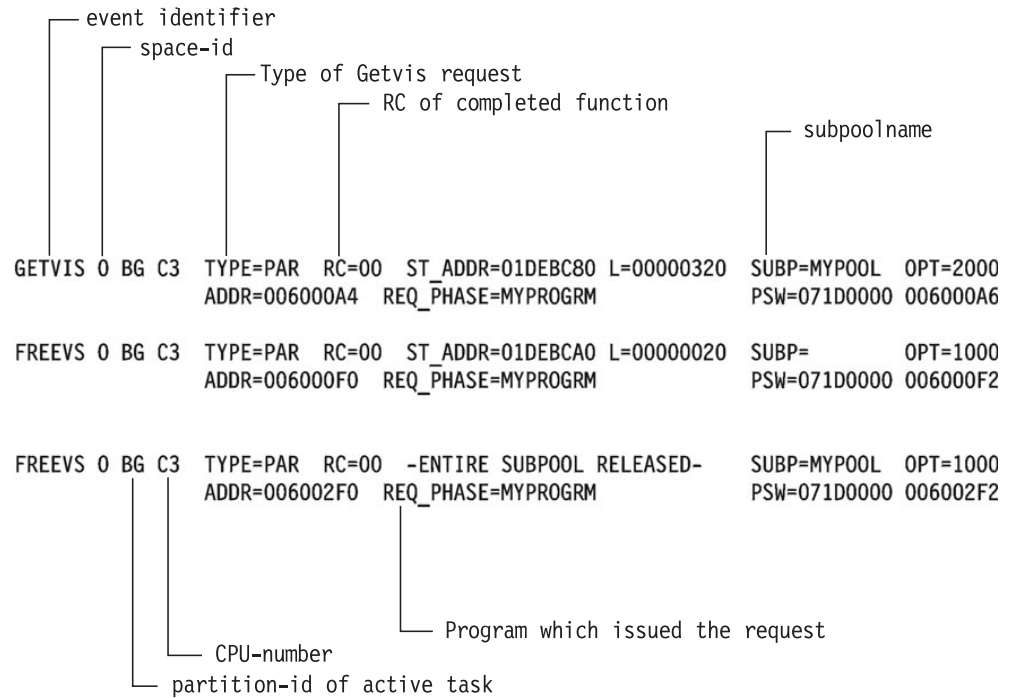 event identifier
space-id
Type of Getvis request
RC of completed function
subpoolname
GETVIS 0 BG C3 TYPE=PAR RC=00 ST_ADDR=01DEBC80 L=00000320 SUBP=MYPOOL OPT=2000
ADDR=006000A4 REQ_PHASE=MYPROGRM PSW=071D0000 006000A6
FREEVS 0 BG C3 TYPE=PAR RC=00 ST_ADDR=01DEBCA0 L=00000020 SUBP= OPT=1000
ADDR=006000F0 REQ_PHASE=MYPROGRM PSW=071D0000 006000F2
FREEVS 0 BG C3 TYPE=PAR RC=00 -ENTIRE SUBPOOL RELEASED- SUBP=MYPOOL OPT=1000
ADDR=006002F0 REQ_PHASE=MYPROGRM PSW=071D0000 006002F2
Program which issued the request
CPU-number
partition-id of active task